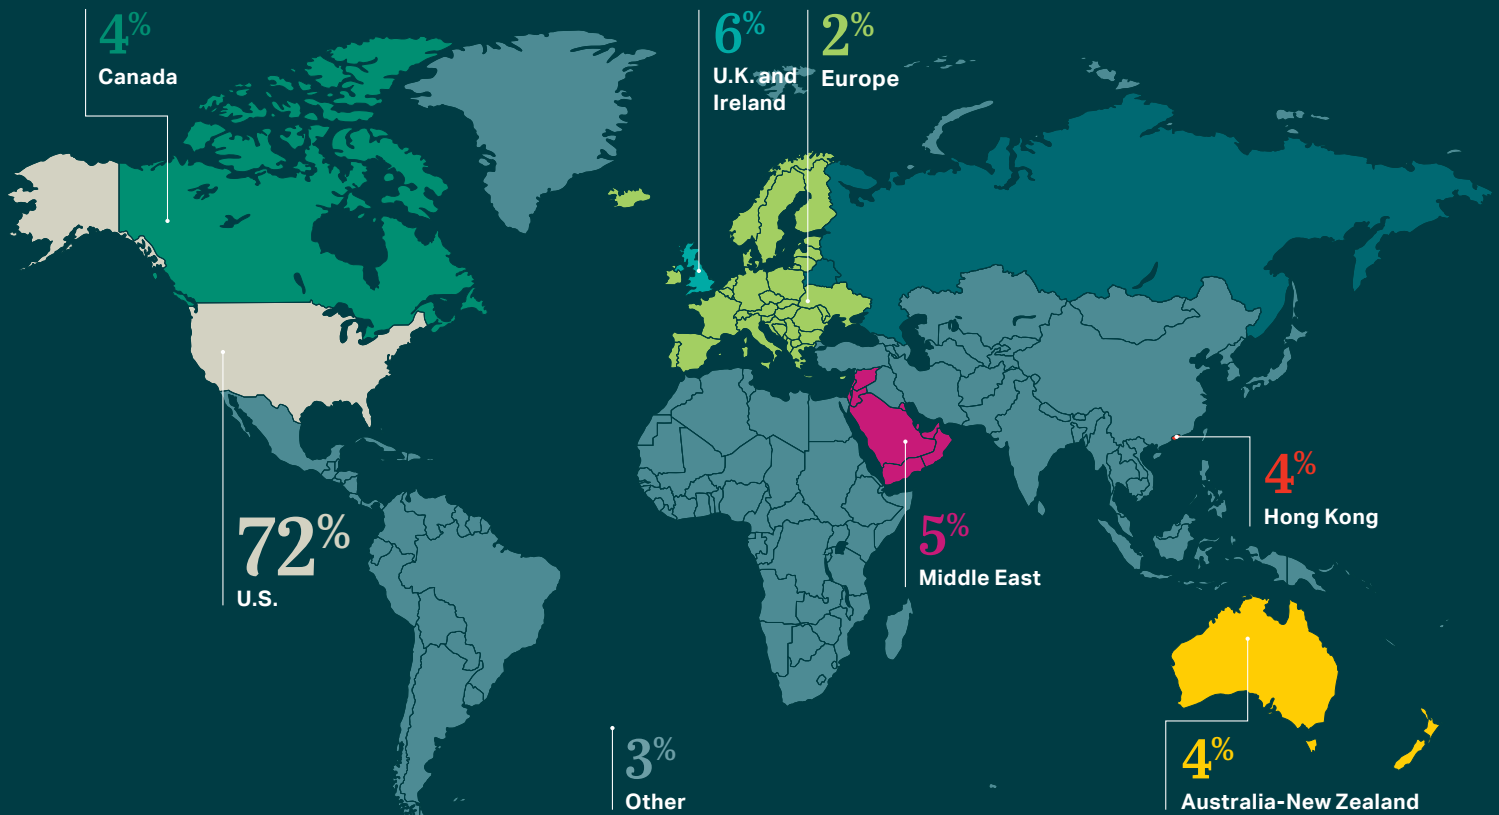 4%
Canada
6%
U.K. and
Ireland
2%
Europe
72%
U.S.
5%
Middle East
4%
Hong Kong
3%
Other
4%
Australia-New Zealand